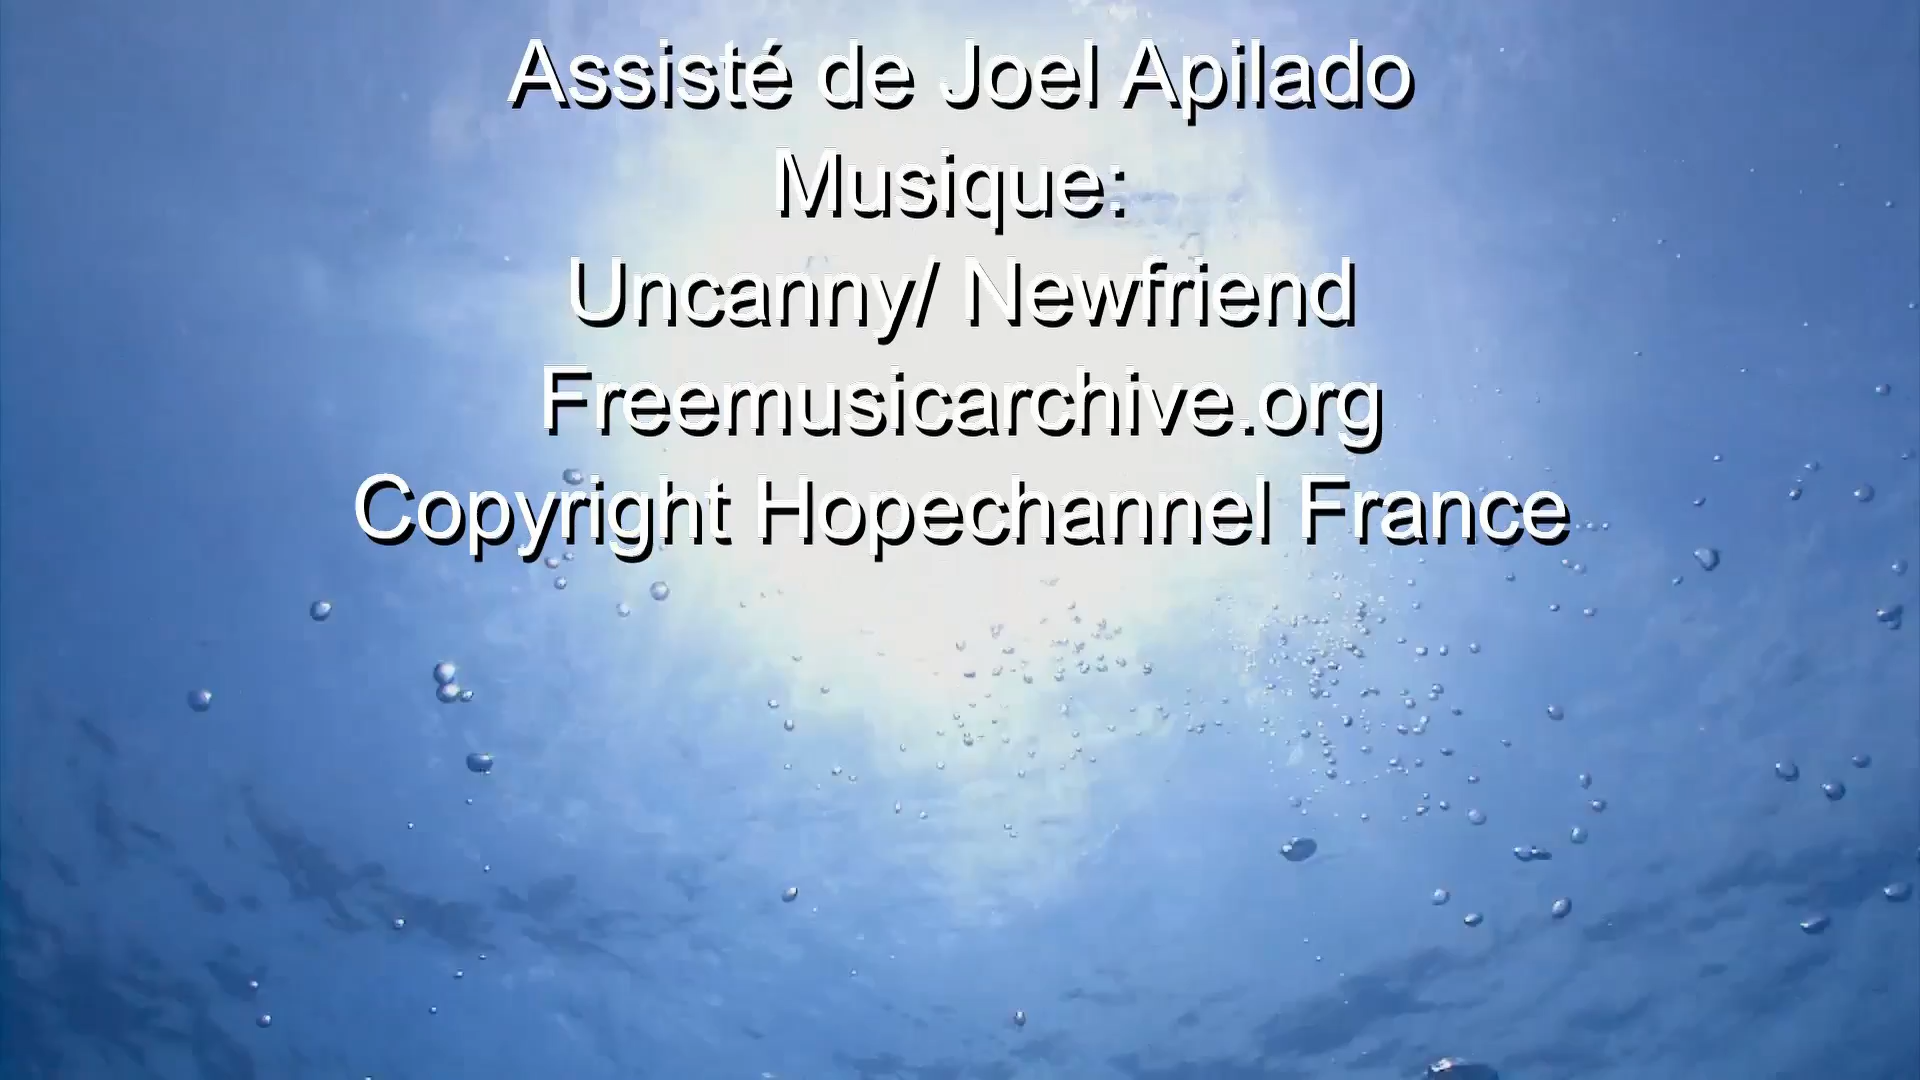 Assisté de Joel Apilado
Musique:
Uncanny/ Newfriend
Freemusicarchive.org
Copyright Hopechannel France